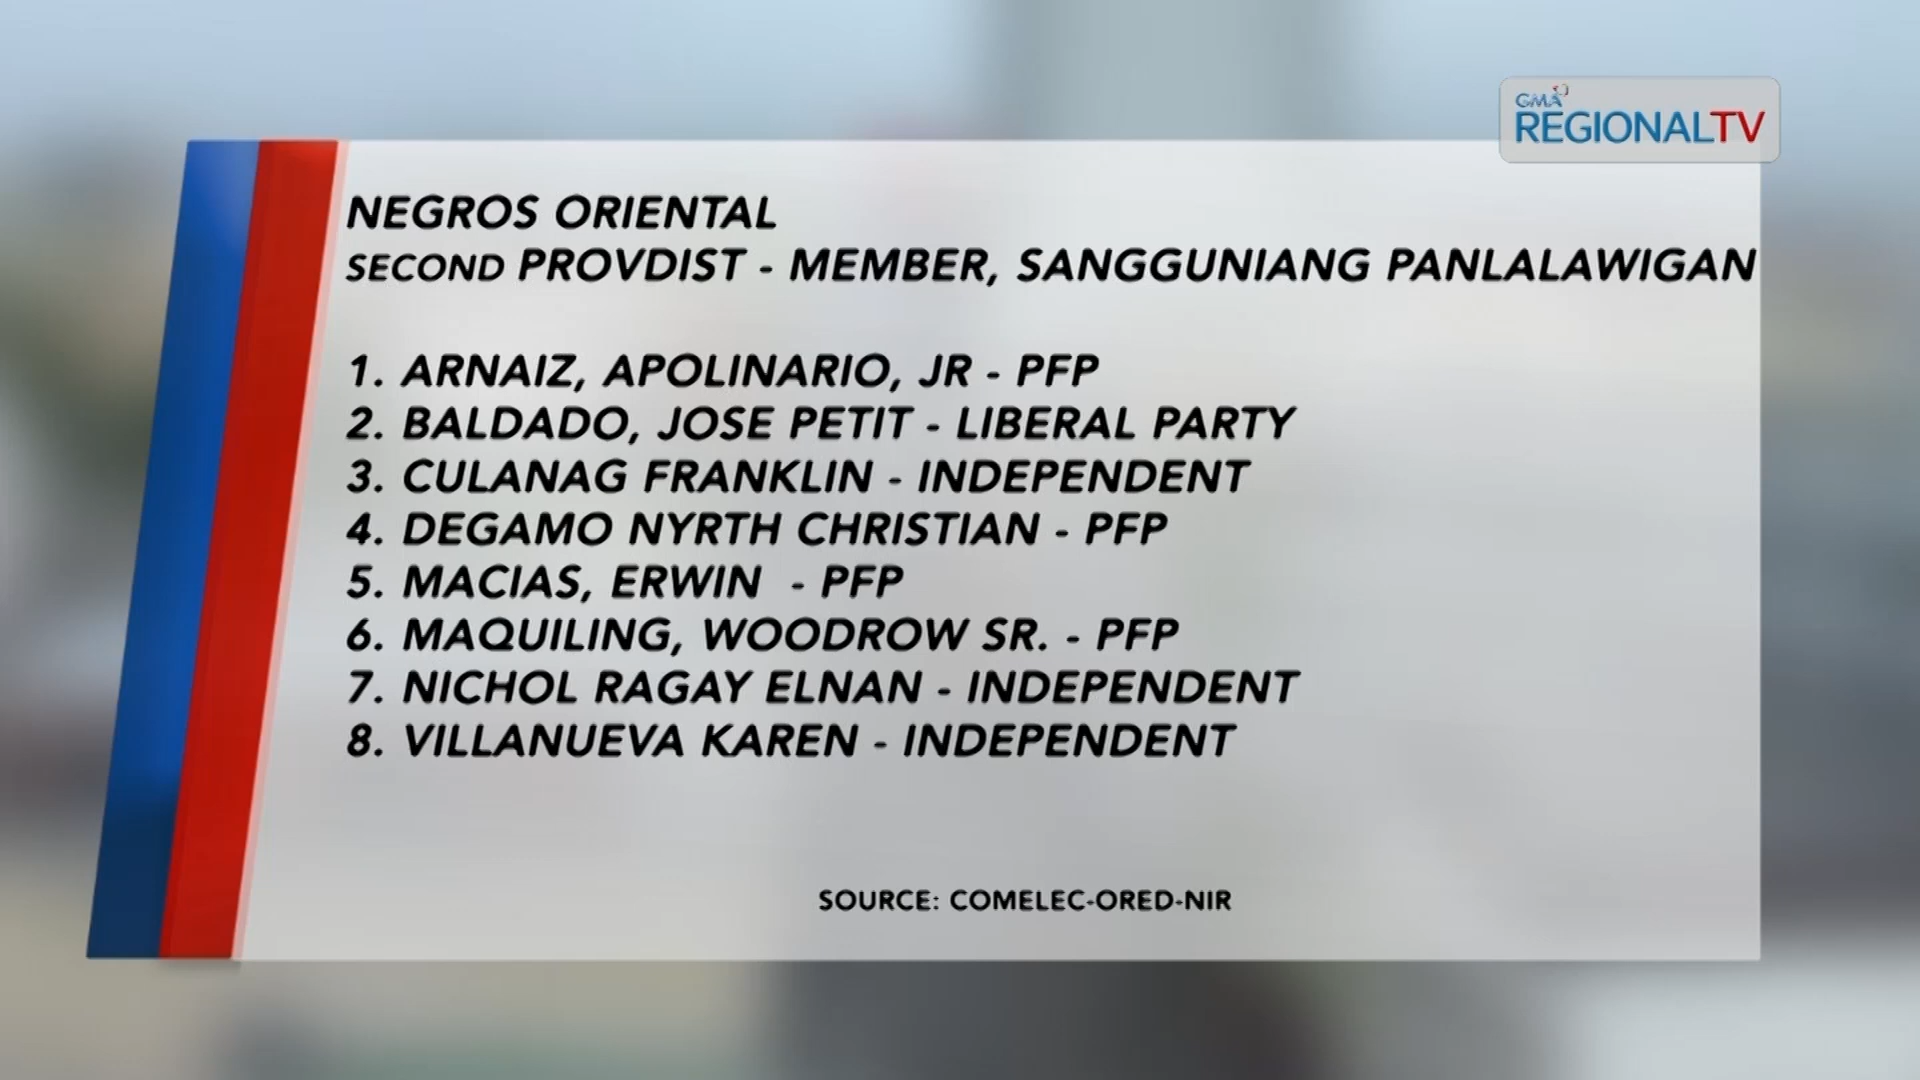 GMA
REGIONALTV
NEGROS ORIENTAL
SECOND PROVDIST - MEMBER, SANGGUNIANG PANLALAWIGAN
1. ARNAIZ, APOLINARIO, JR - PFP
2. BALDADO, JOSE PETIT - LIBERAL PARTY
3. CULANAG FRANKLIN - INDEPENDENT
4. DEGAMO NYRTH CHRISTIAN - PFP
5. MACIAS, ERWIN - PFP
6. MAQUILING, WOODROW SR. - PFP
7. NICHOL RAGAY ELNAN - INDEPENDENT
8. VILLANUEVA KAREN - INDEPENDENT
SOURCE: COMELEC-ORED-NIR